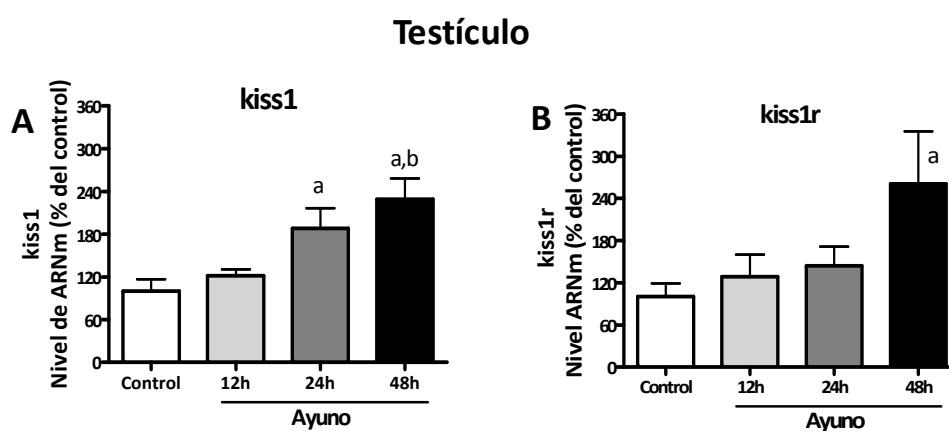 Testículo
A
kiss1
kiss1
Nivel de ARNm (% del control)
360
300
240
180
120
60
0
a
a,b
Control
12h
24h
48h
Ayuno
B
kiss1r
kiss1r
Nivel ARNm (% del control)
360
300
240
180
120
60
0
a
Control
12h
24h
48h
Ayuno